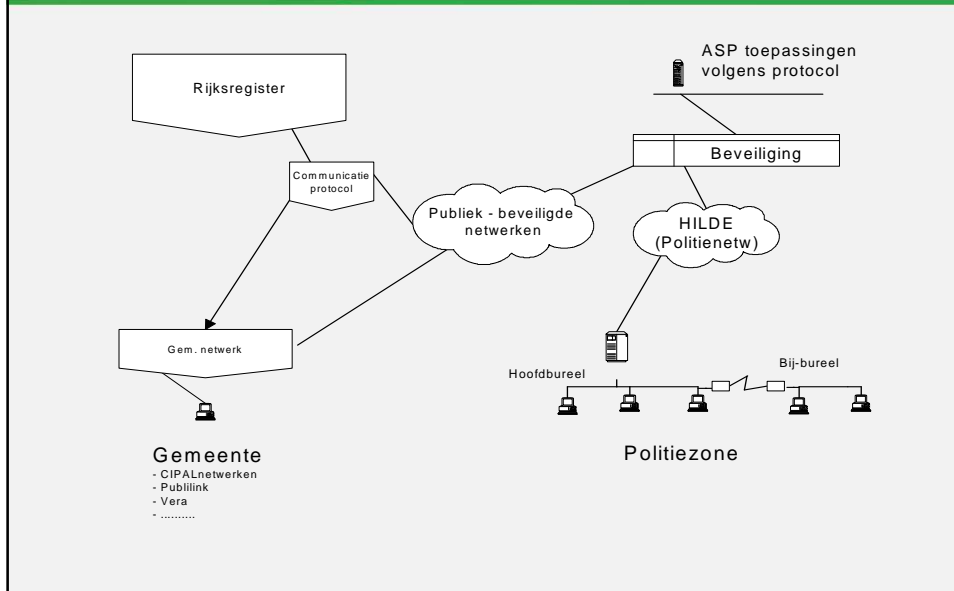 ASP toepassingen
volgens protocol
Rijksregister
Beveiliging
Communicatie
protocol
Publiek - beveiligde
netwerken
HILDE
(Politienetw)
Gem. netwerk
Hoofdbureel
Bij-bureel
Gemeente
- CIPALnetwerken
- Publilink
- Vera
- ..........
Politiezone